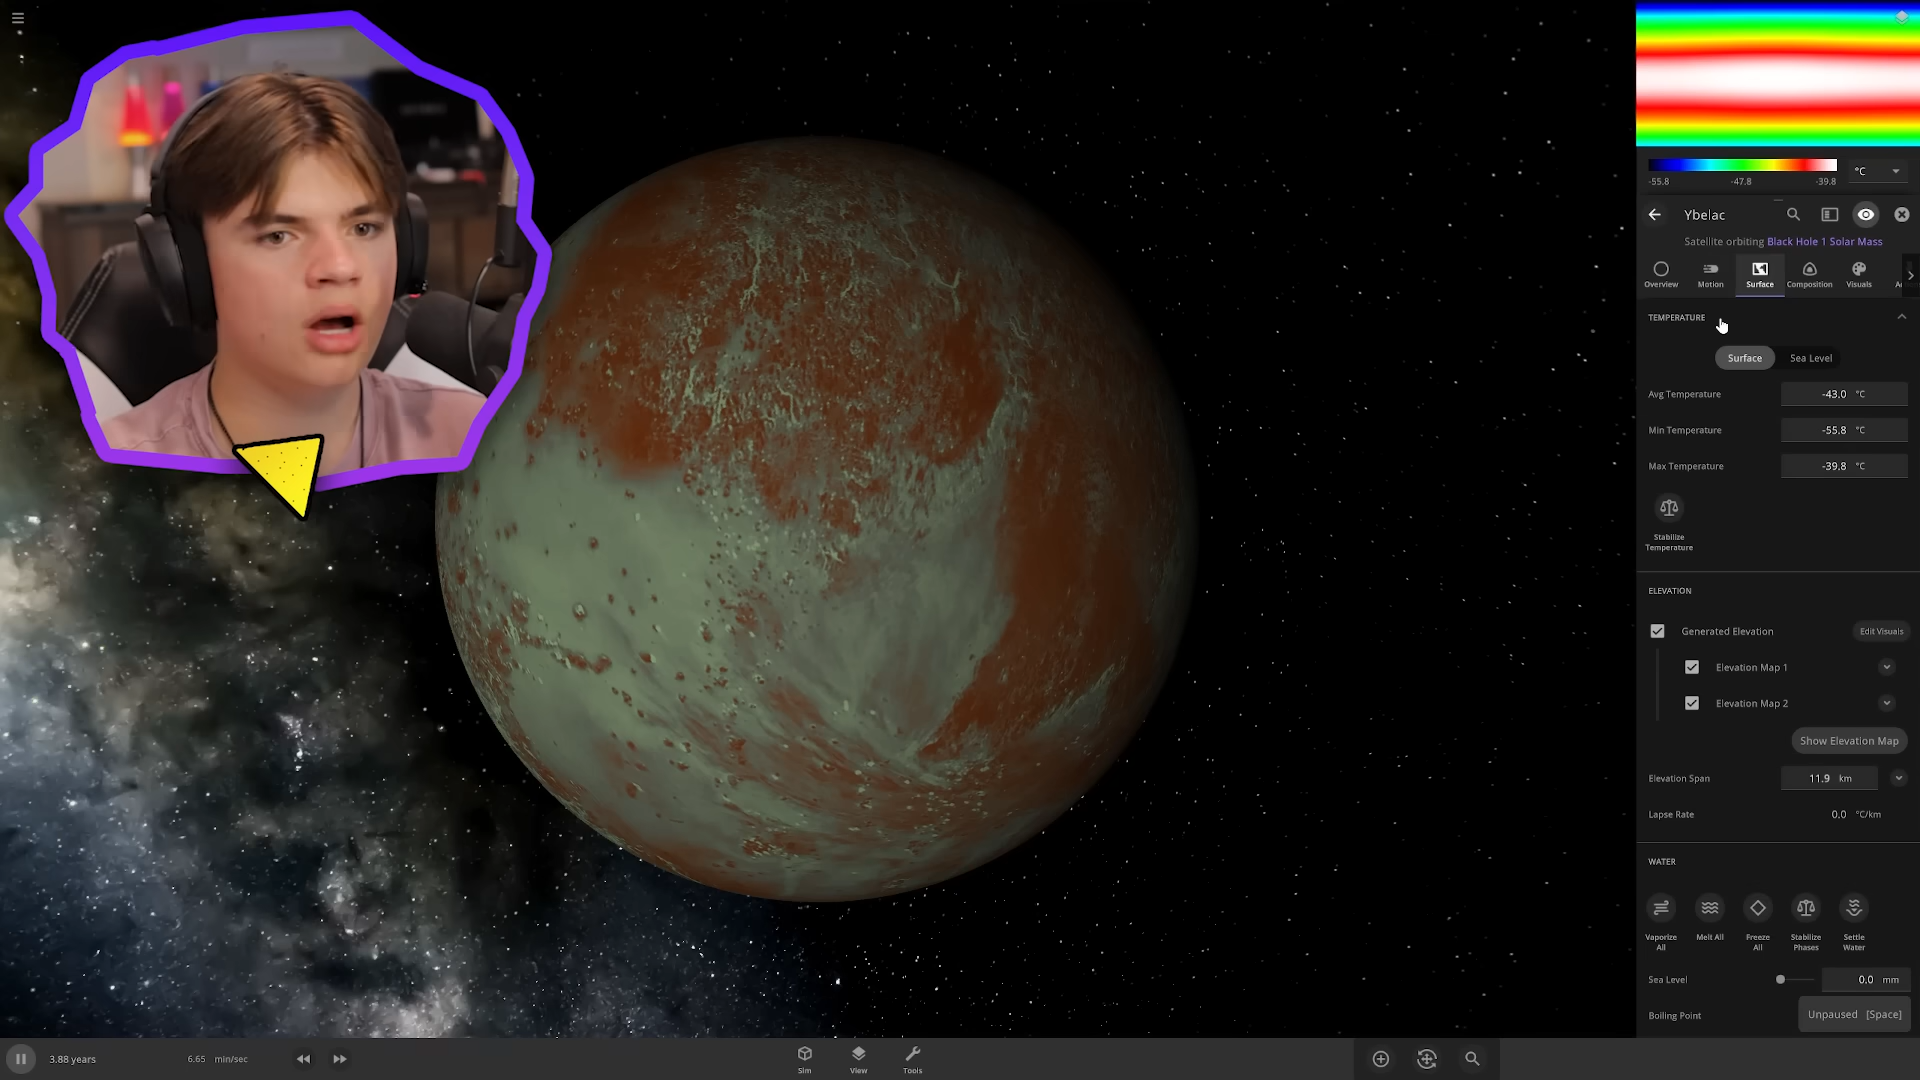 -55.8 -47.8 -39.8 °C
Ybelac
Satellite orbiting Black Hole 1 Solar Mass
Overview Motion Surface Composition Visuals
TEMPERATURE
Surface Sea Level
Avg Temperature -43.0 °C
Min Temperature -55.8 °C
Max Temperature -39.8 °C
Stabilize
Temperature
ELEVATION
Generated Elevation Edit Visuals
Elevation Map 1
Elevation Map 2
Show Elevation Map
Elevation Span 11.9 km
Lapse Rate 0.0 °C/km
WATER
Vaporize Melt All Freeze Stabilize Settle
All All Phases Water
Sea Level 0.0 mm
Boiling Point Unpaused [Space]
3.88 years 6.65 min/sec
Sim View Tools